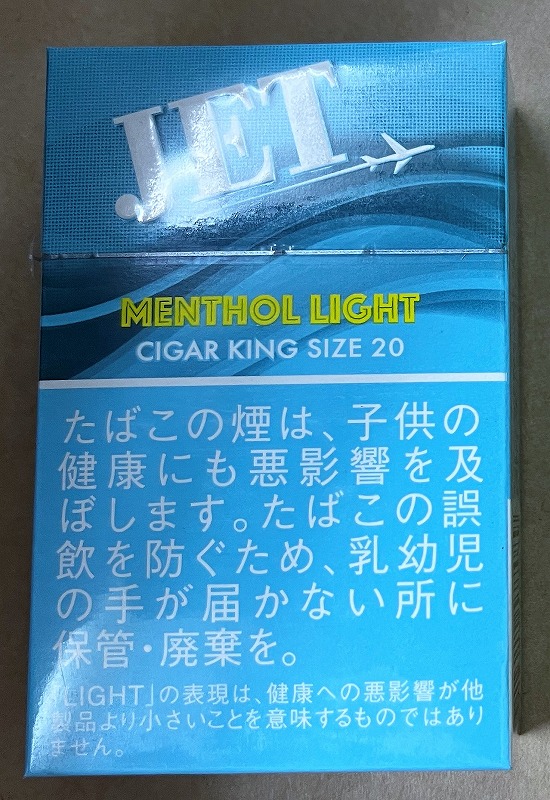 JET
MENTHOL LIGHT
CIGAR KING SIZE 20
たばこの煙は、子供の
健康にも悪影響を及
ぼします。たばこの誤
飲を防ぐため、乳幼児
の手が届かない所に
保管・廃棄を。
「LIGHT」の表現は、健康への悪影響が他
製品より小さいことを意味するものではあり
ません。